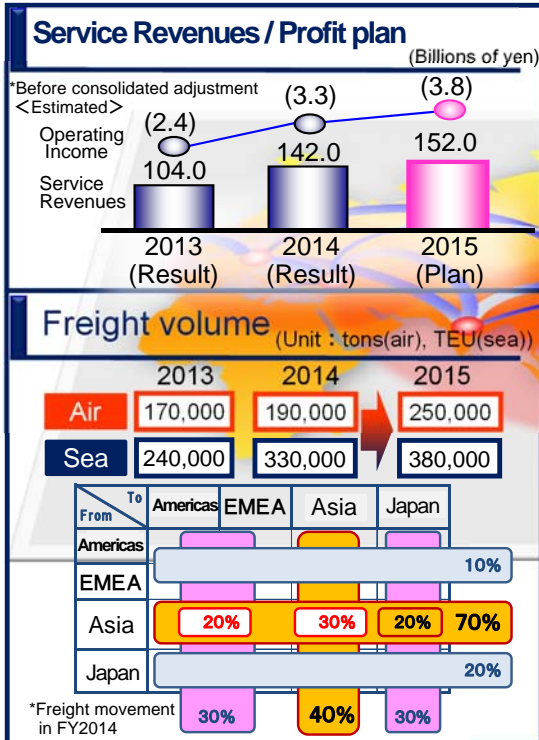 Service Revenues / Profit plan
(Billions of yen)
*Before consolidated adjustment
<Estimated>
(2.4) (3.3) (3.8)
Operating
Income
104.0 142.0 152.0
Service
Revenues
2013 2014 2015
(Result) (Result) (Plan)
Freight volume (Unit : tons(air), TEU(sea))
2013 2014 2015
Air 170,000 190,000 250,000
Sea 240,000 330,000 380,000
To
From
Americas EMEA Asia Japan
Americas
10%
EMEA
Asia 20% 30% 20% 70%
Japan 20%
*Freight movement
in FY2014
30% 40% 30%